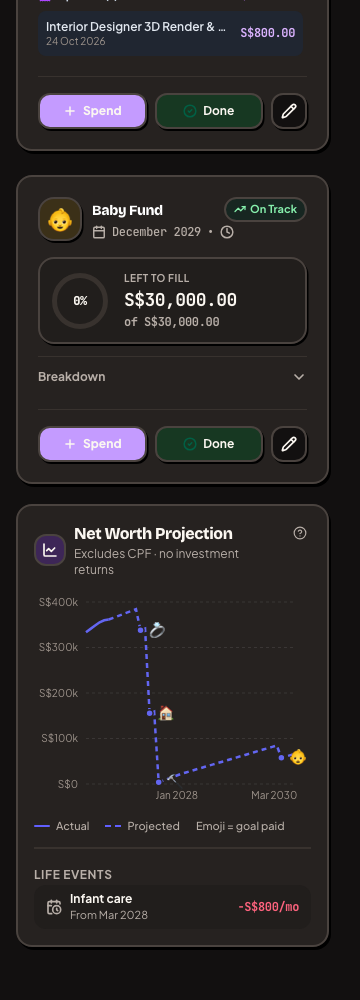 Interior Designer 3D Render & ...
24 Oct 2026
S$800.00
+ Spend
Done
Baby Fund
On Track
December 2029 •
0%
LEFT TO FILL
S$30,000.00
of S$30,000.00
Breakdown
+ Spend
Done
Net Worth Projection
Excludes CPF · no investment
returns
S$400k
S$300k
S$200k
S$100k
S$0
Jan 2028
Mar 2030
Actual
Projected
Emoji = goal paid
LIFE EVENTS
Infant care
From Mar 2028
-S$800/mo